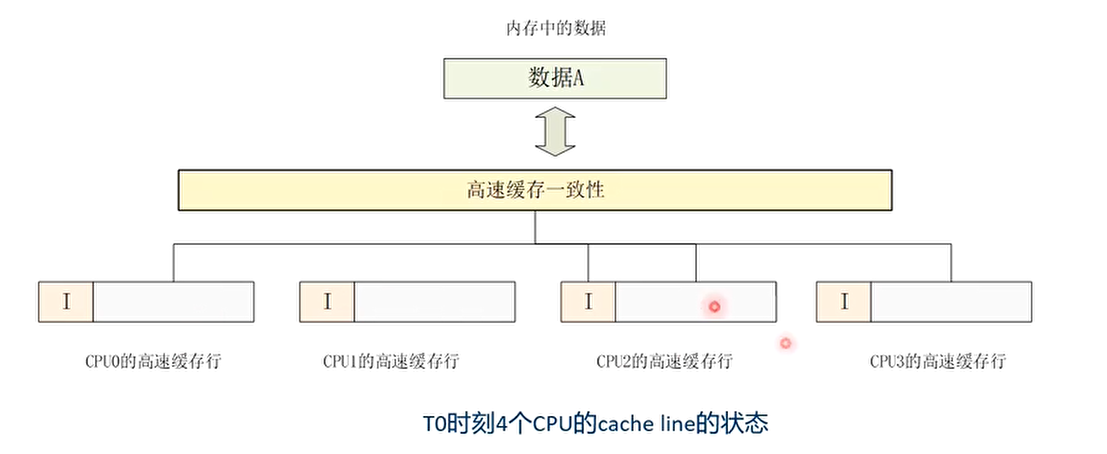 内存中的数据
数据A
高速缓存一致性
I
I
I
I
CPU0的高速缓存行
CPU1的高速缓存行
CPU2的高速缓存行
CPU3的高速缓存行
T0时刻4个CPU的cache line的状态